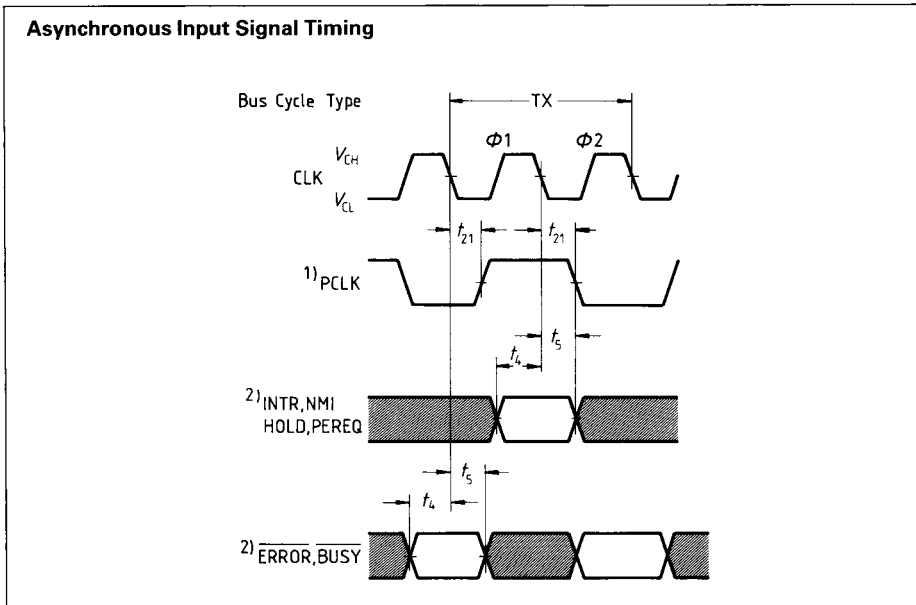 Asynchronous Input Signal Timing
Bus Cycle Type
TX
Φ1
Φ2
VCH
CLK
VCL
t21
t21
1) PCLK
t5
t4
2) INTR,NMI
HOLD,PEREQ
t5
t4
2) ERROR,BUSY